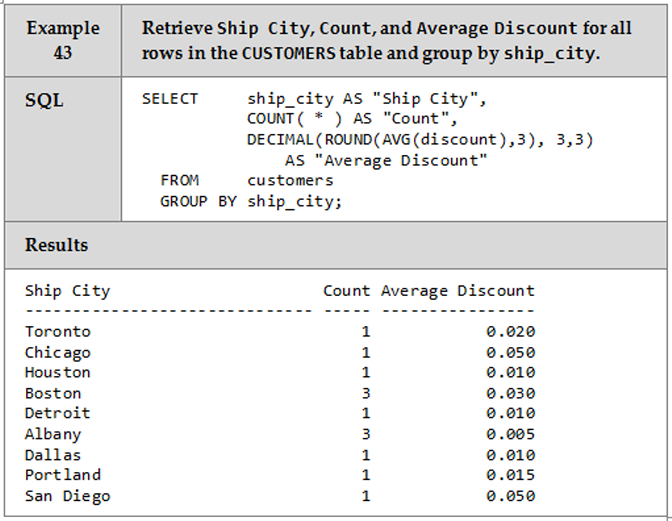 Example
43
Retrieve Ship City, Count, and Average Discount for all
rows in the CUSTOMERS table and group by ship_city.
SQL
SELECT ship_city AS "Ship City",
COUNT( * ) AS "Count",
DECIMAL(ROUND(AVG(discount),3), 3,3)
AS "Average Discount"
FROM customers
GROUP BY ship_city;
Results
Ship City Count Average Discount
------------------------------ ----- ----------------
Toronto 1 0.020
Chicago 1 0.050
Houston 1 0.010
Boston 3 0.030
Detroit 1 0.010
Albany 3 0.005
Dallas 1 0.010
Portland 1 0.015
San Diego 1 0.050